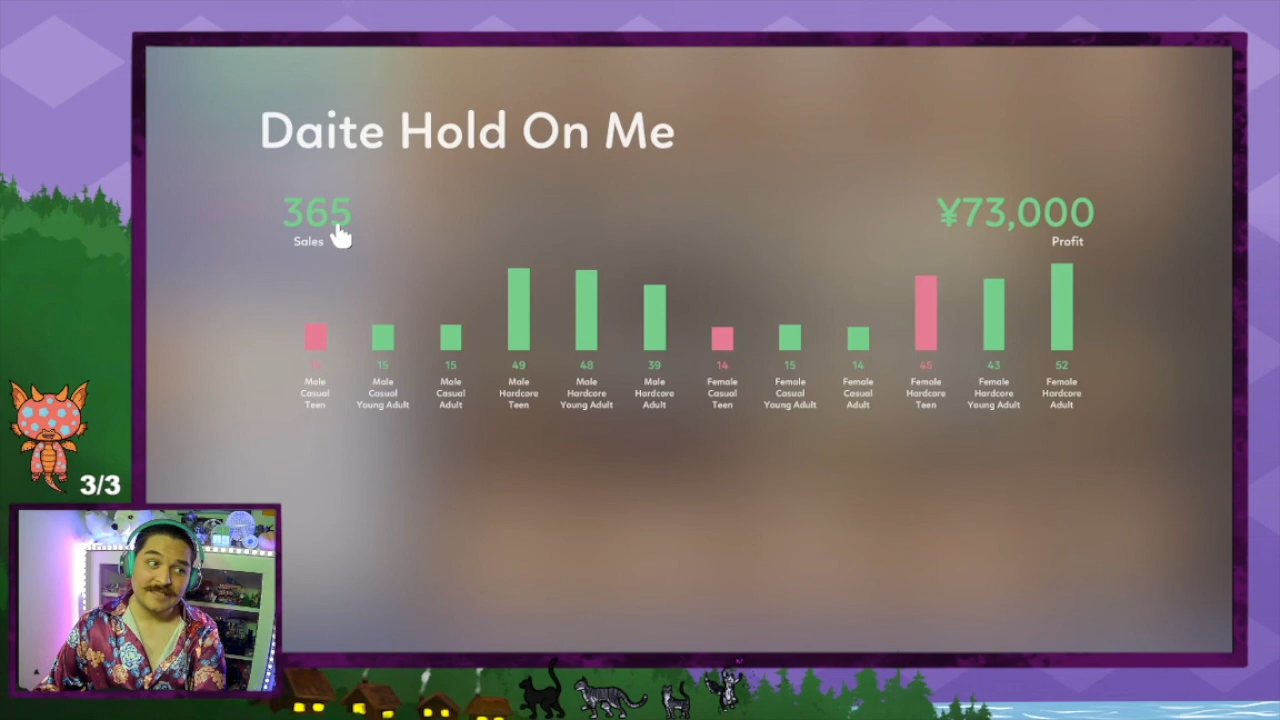 Daite Hold On Me
365
Sales
¥73,000
Profit
16
Male Casual Teen
15
Male Casual Young Adult
15
Male Casual Adult
49
Male Hardcore Teen
48
Male Hardcore Young Adult
39
Male Hardcore Adult
14
Female Casual Teen
15
Female Casual Young Adult
14
Female Casual Adult
45
Female Hardcore Teen
43
Female Hardcore Young Adult
52
Female Hardcore Adult
3/3